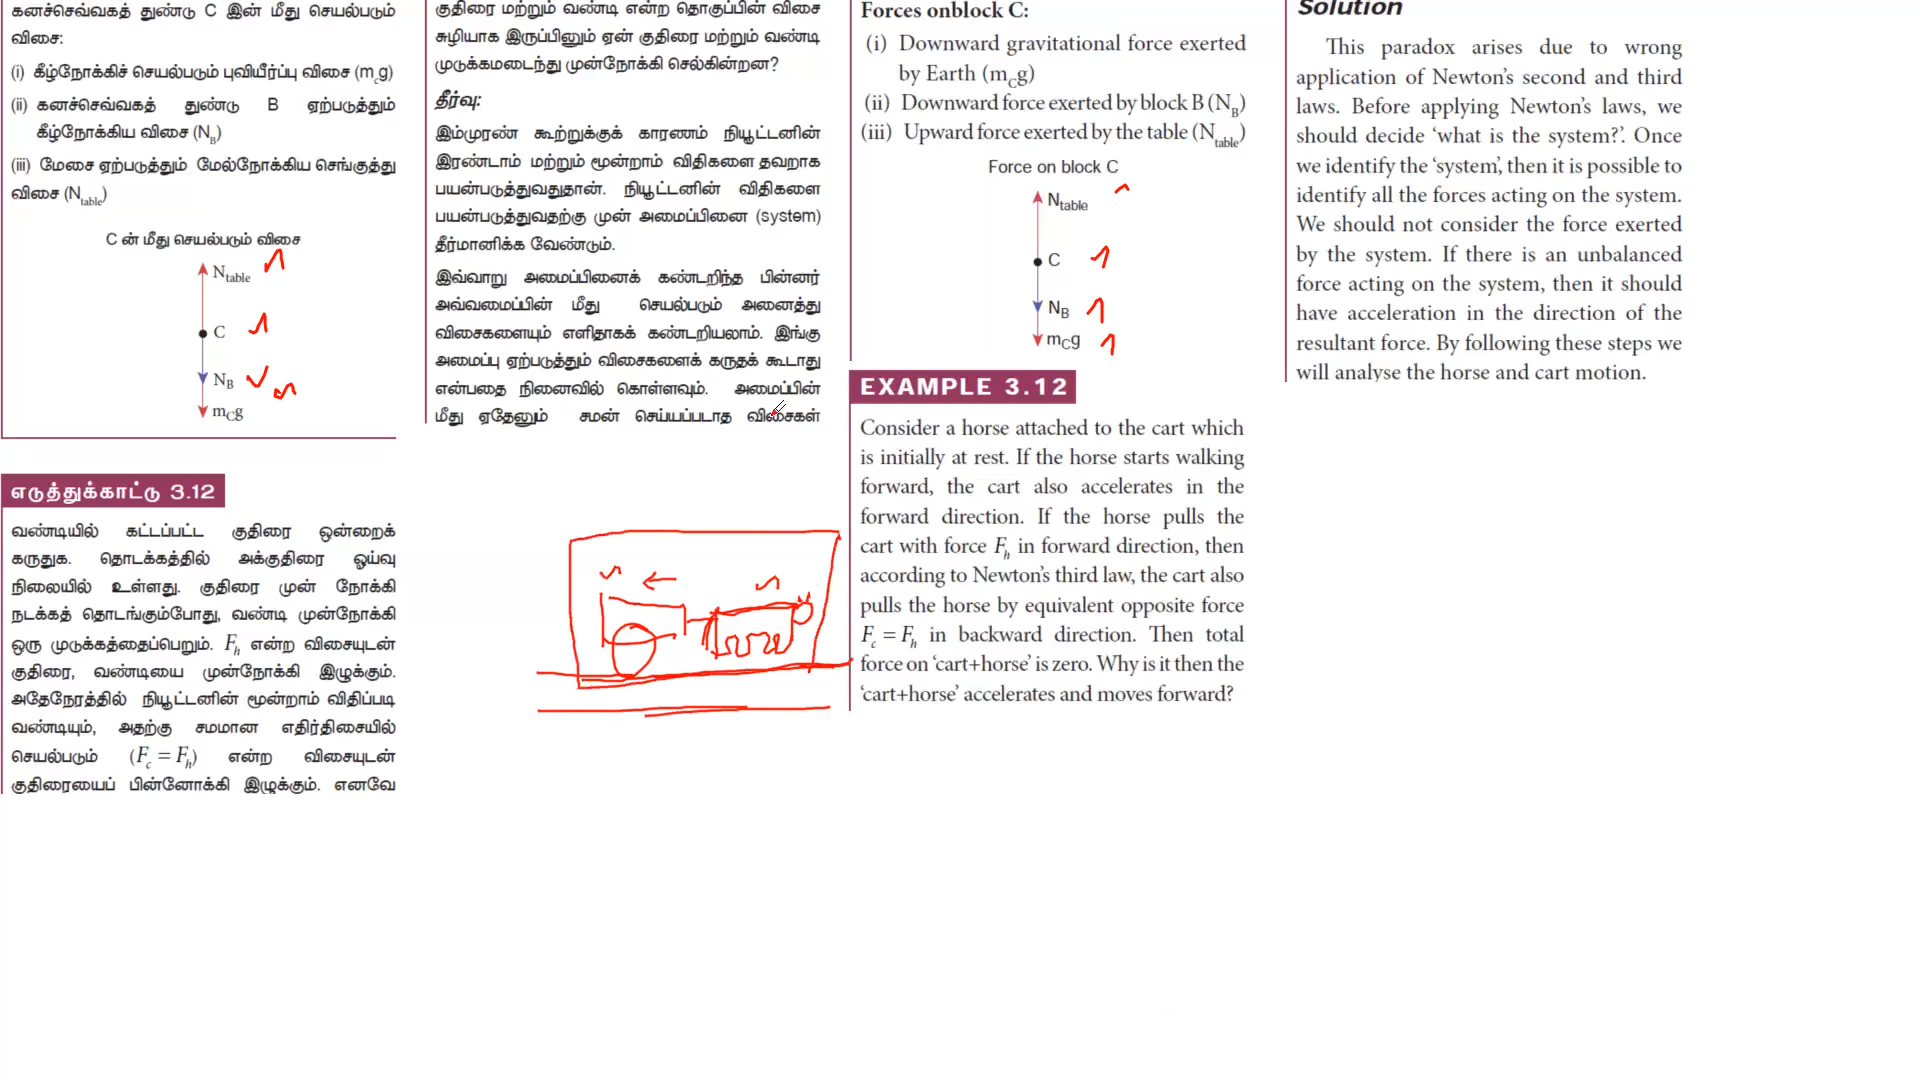 கனச்செவ்வகத் துண்டு C இன் மீது செயல்படும்
விசை:
(i) கீழ்நோக்கிச் செயல்படும் புவியீர்ப்பு விசை (mcg)
(ii) கனச்செவ்வகத் துண்டு B ஏற்படுத்தும்
கீழ்நோக்கிய விசை (NB)
(iii) மேசை ஏற்படுத்தும் மேல்நோக்கிய செங்குத்து
விசை (Ntable)
C ன் மீது செயல்படும் விசை
Ntable
C
NB
mCg
எடுத்துக்காட்டு 3.12
வண்டியில் கட்டப்பட்ட குதிரை ஒன்றைக்
கருதுக. தொடக்கத்தில் அக்குதிரை ஓய்வு
நிலையில் உள்ளது. குதிரை முன் நோக்கி
நடக்கத் தொடங்கும்போது, வண்டி முன்நோக்கி
ஒரு முடுக்கத்தைப்பெறும். Fh என்ற விசையுடன்
குதிரை, வண்டியை முன்நோக்கி இழுக்கும்.
அதேநேரத்தில் நியூட்டனின் மூன்றாம் விதிப்படி
வண்டியும், அதற்கு சமமான எதிர்திசையில்
செயல்படும் (Fc = Fh) என்ற விசையுடன்
குதிரையைப் பின்னோக்கி இழுக்கும். எனவே
குதிரை மற்றும் வண்டி என்ற தொகுப்பின் விசை
சுழியாக இருப்பினும் ஏன் குதிரை மற்றும் வண்டி
முடுக்கமடைந்து முன்நோக்கி செல்கின்றன?
தீர்வு:
இம்முரண் கூற்றுக்குக் காரணம் நியூட்டனின்
இரண்டாம் மற்றும் மூன்றாம் விதிகளை தவறாக
பயன்படுத்துவதுதான். நியூட்டனின் விதிகளை
பயன்படுத்துவதற்கு முன் அமைப்பினை (system)
தீர்மானிக்க வேண்டும்.
இவ்வாறு அமைப்பினைக் கண்டறிந்த பின்னர்
அவ்வமைப்பின் மீது செயல்படும் அனைத்து
விசைகளையும் எளிதாகக் கண்டறியலாம். இங்கு
அமைப்பு ஏற்படுத்தும் விசைகளைக் கருதக் கூடாது
என்பதை நினைவில் கொள்ளவும். அமைப்பின்
மீது ஏதேனும் சமன் செய்யப்படாத விசைகள்
Forces onblock C:
(i) Downward gravitational force exerted
by Earth (mCg)
(ii) Downward force exerted by block B (NB)
(iii) Upward force exerted by the table (Ntable)
Force on block C
Ntable
C
NB
mCg
EXAMPLE 3.12
Consider a horse attached to the cart which
is initially at rest. If the horse starts walking
forward, the cart also accelerates in the
forward direction. If the horse pulls the
cart with force Fh in forward direction, then
according to Newton's third law, the cart also
pulls the horse by equivalent opposite force
Fc = Fh in backward direction. Then total
force on 'cart+horse' is zero. Why is it then the
'cart+horse' accelerates and moves forward?
Solution
This paradox arises due to wrong
application of Newton's second and third
laws. Before applying Newton's laws, we
should decide 'what is the system?'. Once
we identify the 'system', then it is possible to
identify all the forces acting on the system.
We should not consider the force exerted
by the system. If there is an unbalanced
force acting on the system, then it should
have acceleration in the direction of the
resultant force. By following these steps we
will analyse the horse and cart motion.